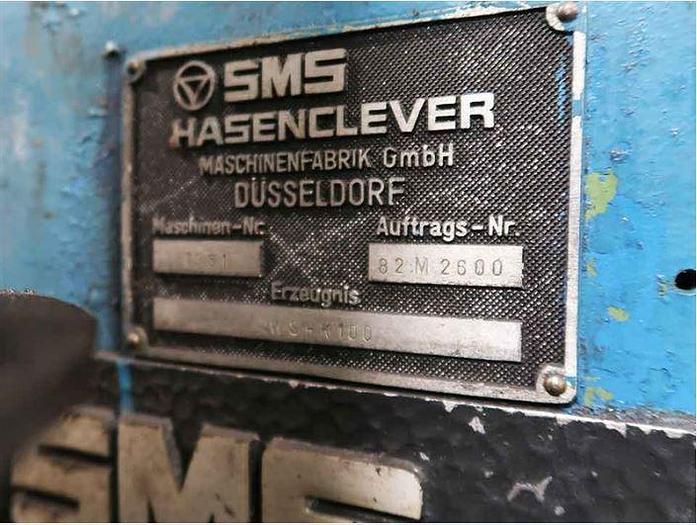 SMS
HASENCLEVER
MASCHINENFABRIK GmbH
DÜSSELDORF
Maschinen-Nr.
Auftrags-Nr.
82.M 2600
Erzeugnis
SMS